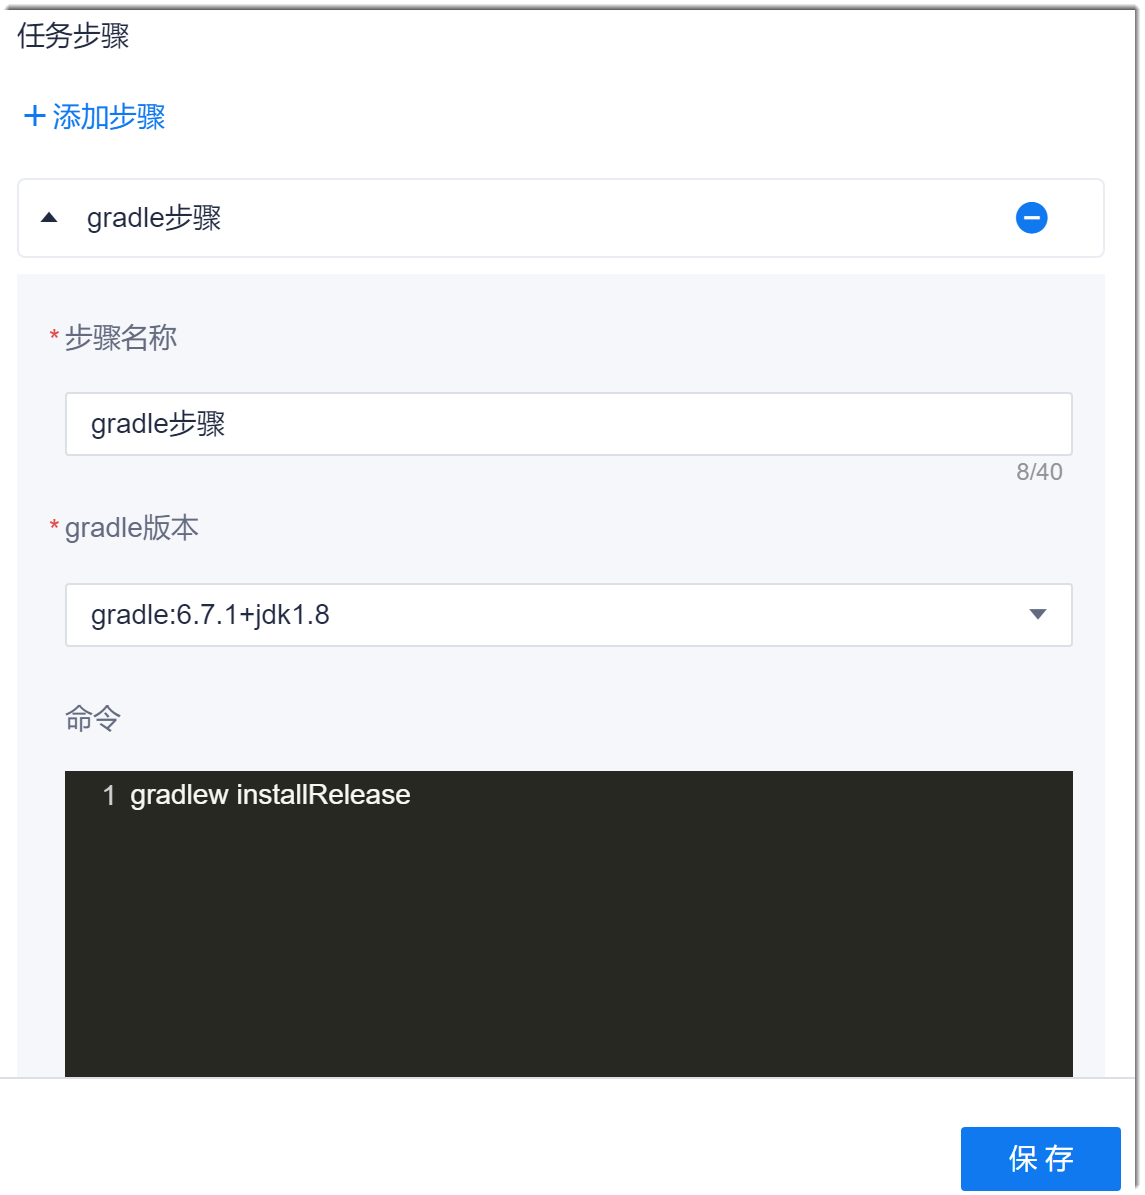 任务步骤
+ 添加步骤
gradle步骤
* 步骤名称
gradle步骤
8/40
* gradle版本
gradle:6.7.1+jdk1.8
命令
1 gradlew installRelease
保存